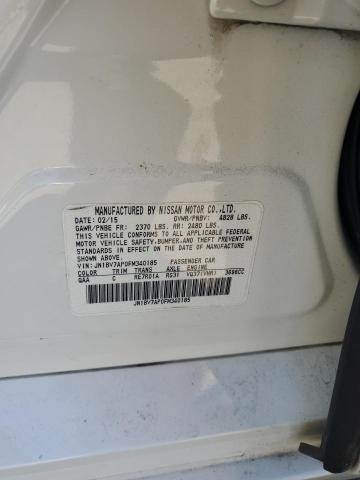 MANUFACTURED BY NISSAN MOTOR CO.,LTD.
DATE: 02/15 GVWR/PNBV: 4828 LBS.
GAWR/PNBE FR: 2370 LBS. RR: 2480 LBS.
THIS VEHICLE CONFORMS TO ALL APPLICABLE FEDERAL
MOTOR VEHICLE SAFETY, BUMPER, AND THEFT PREVENTION
STANDARDS IN EFFECT ON THE DATE OF MANUFACTURE
SHOWN ABOVE.
VIN: JN1BV7AP0FM340185 PASSENGER CAR
COLOR TRIM TRANS AXLE ENGINE
QAA C RE7R01A RG31 VQ37(VHR) 3696CC
JN1BV7AP0FM340185